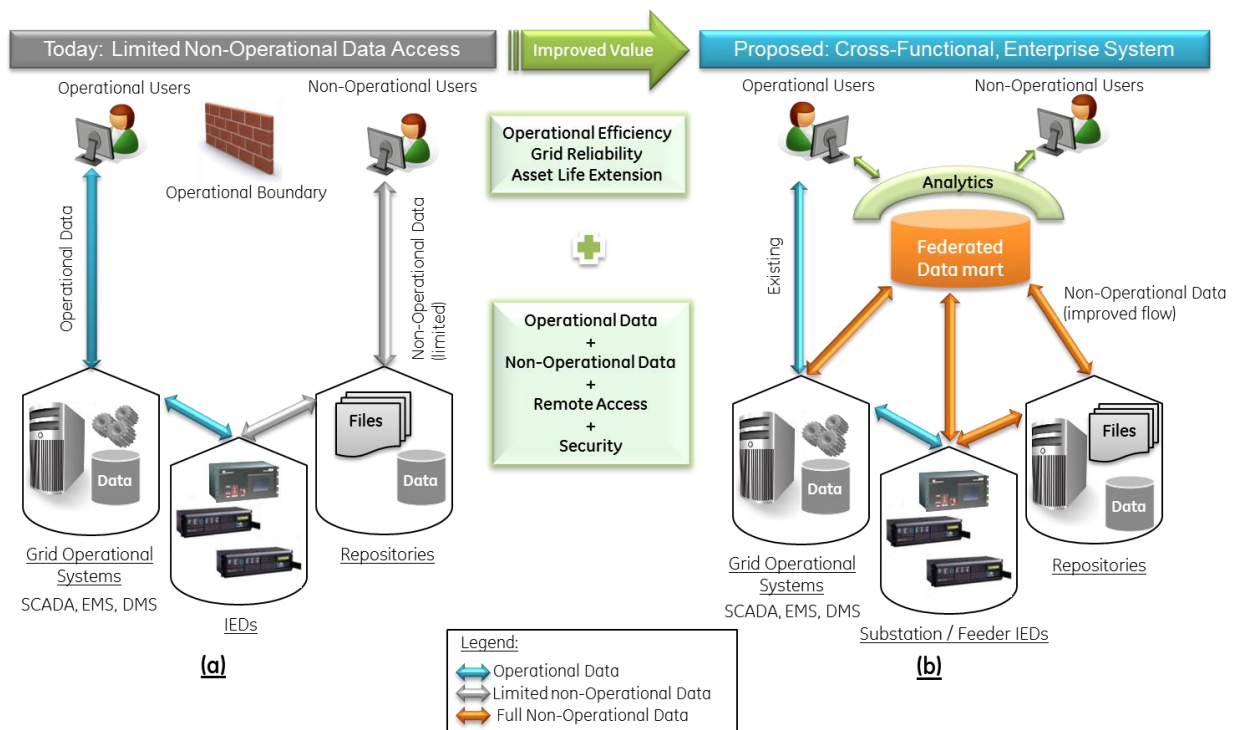 Today: Limited Non-Operational Data Access
Improved Value
Proposed: Cross-Functional, Enterprise System
Operational Users
Non-Operational Users
Operational Boundary
Operational Data
Non-Operational Data
(limited)
Files
Data
Data
Grid Operational
Systems
SCADA, EMS, DMS
IEDs
Repositories
(a)
Operational Efficiency
Grid Reliability
Asset Life Extension
Operational Data
+
Non-Operational Data
+
Remote Access
+
Security
Operational Users
Non-Operational Users
Analytics
Federated
Data mart
Existing
Non-Operational Data
(improved flow)
Files
Data
Data
Grid Operational
Systems
SCADA, EMS, DMS
Substation / Feeder IEDs
Repositories
(b)
Legend:
Operational Data
Limited non-Operational Data
Full Non-Operational Data